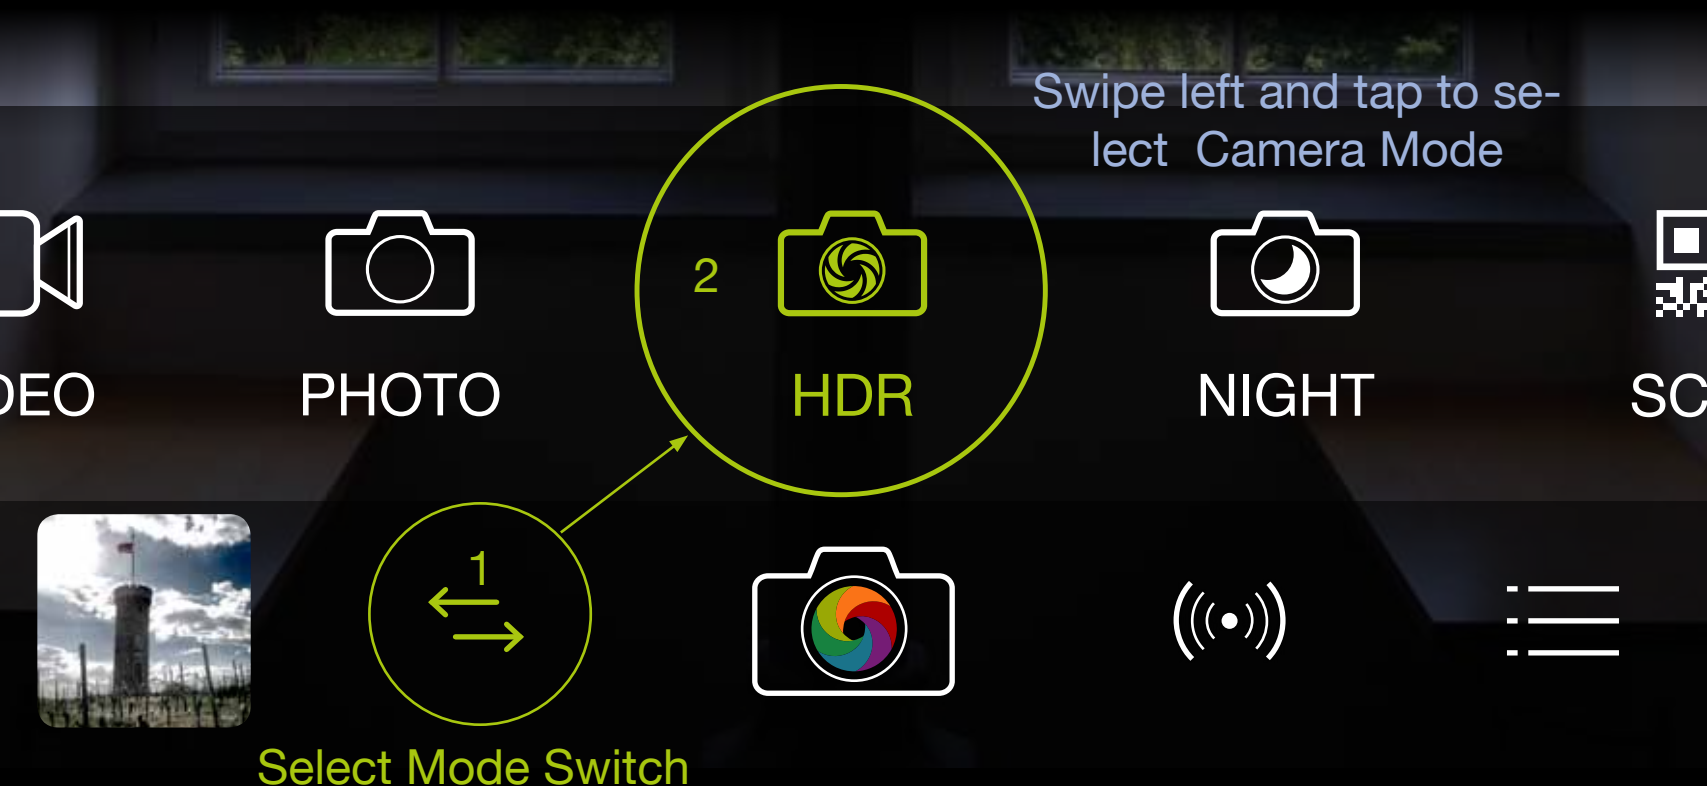 Swipe left and tap to se-
lect Camera Mode
2
DEO
PHOTO
HDR
NIGHT
SC
1
Select Mode Switch